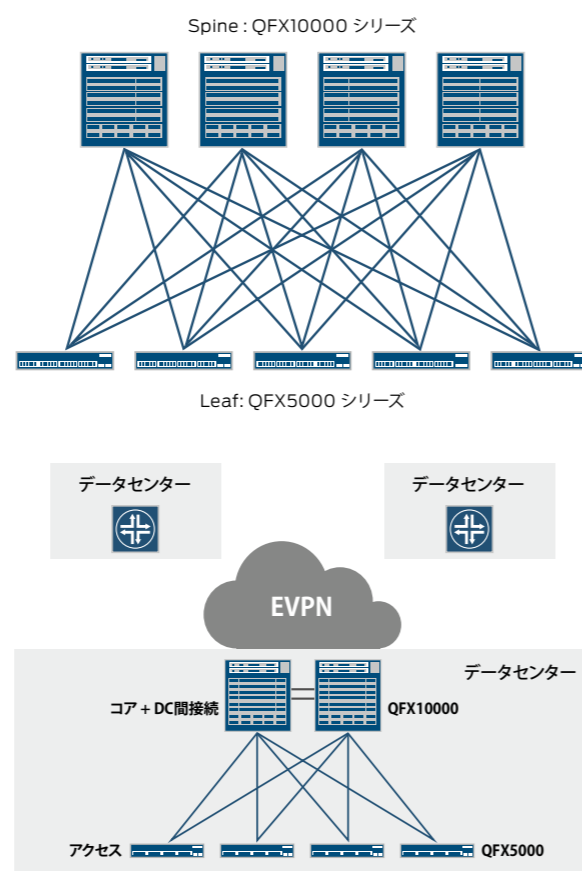 Spine : QFX10000 シリーズ
Leaf: QFX5000 シリーズ
データセンター
データセンター
EVPN
データセンター
コア + DC間接続
QFX10000
アクセス
QFX5000